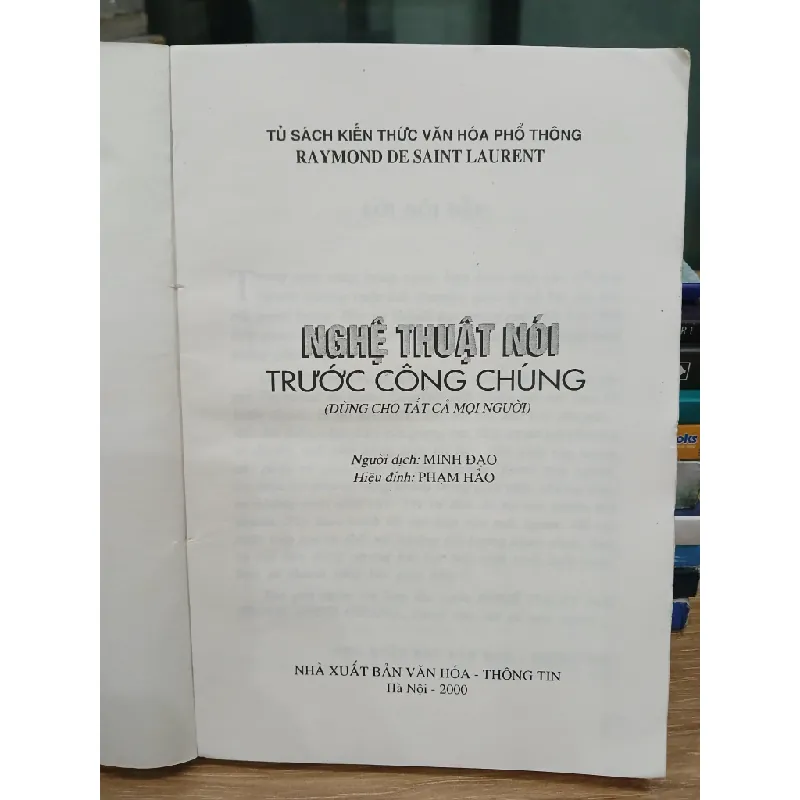 TỦ SÁCH KIẾN THỨC VĂN HÓA PHỔ THÔNG
RAYMOND DE SAINT LAURENT
NGHỆ THUẬT NÓI
TRƯỚC CÔNG CHÚNG
(DÙNG CHO TẤT CẢ MỌI NGƯỜI)
Người dịch: MINH ĐẠO
Hiệu đính: PHẠM HẢO
NHÀ XUẤT BẢN VĂN HÓA - THÔNG TIN
Hà Nội - 2000